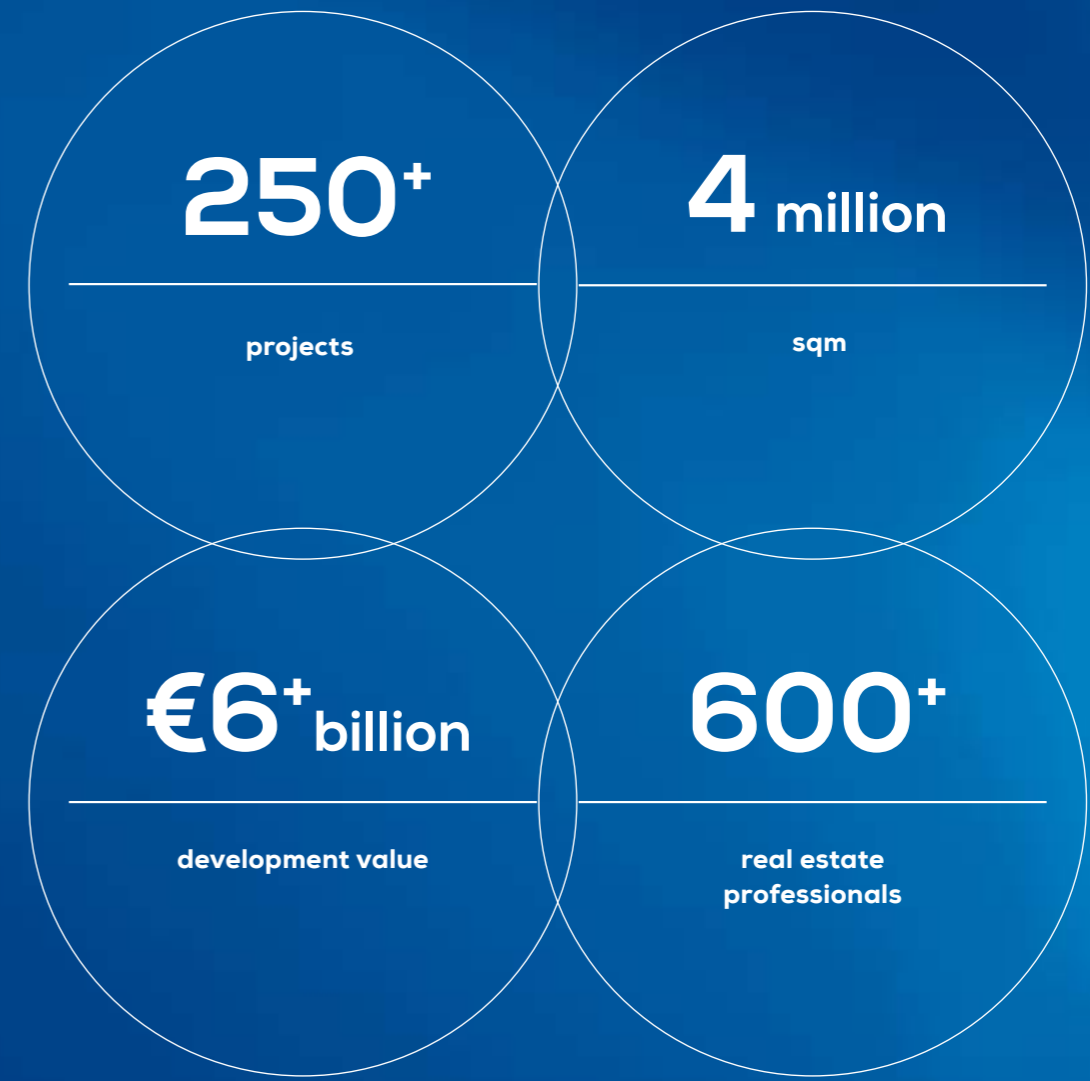 250+
projects
4 million
sqm
€6+ billion
development value
600+
real estate
professionals